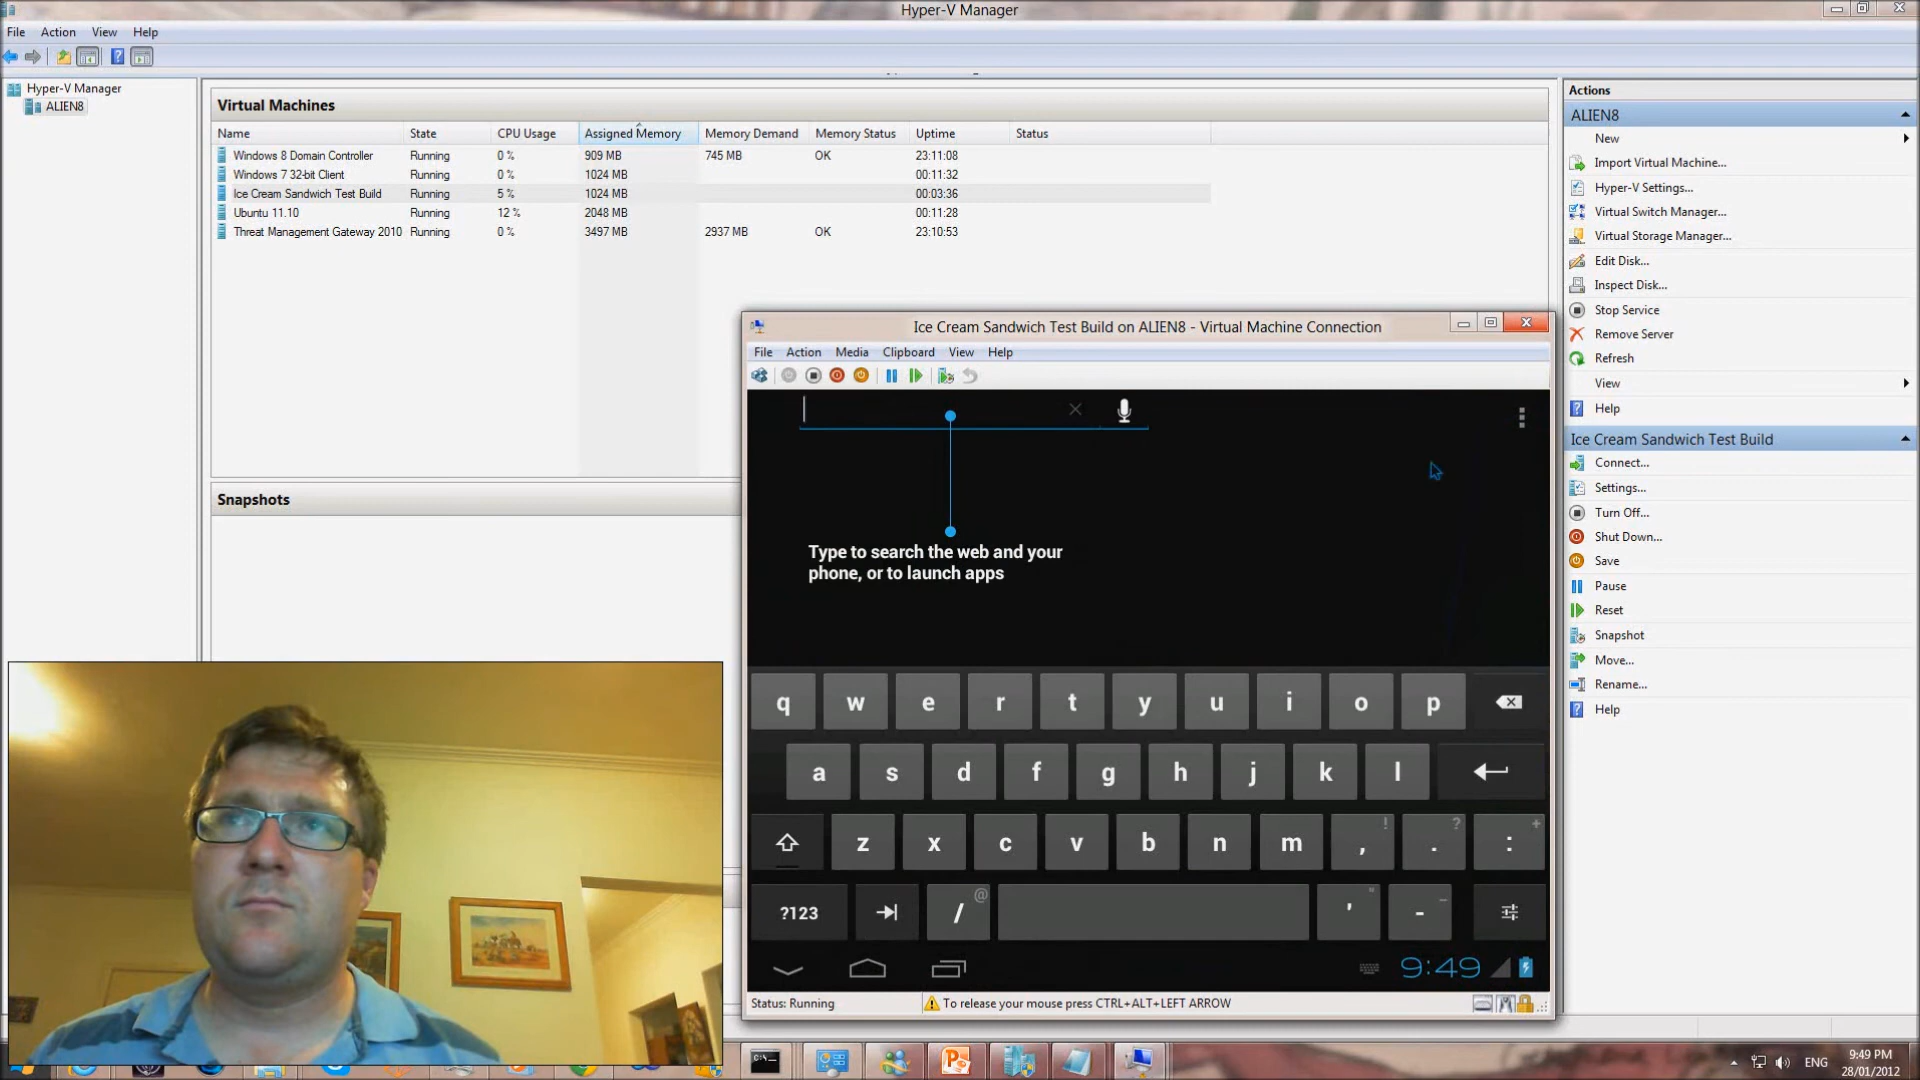 Hyper-V Manager
File Action View Help
Hyper-V Manager
ALIEN8
Virtual Machines
Name State CPU Usage Assigned Memory Memory Demand Memory Status Uptime Status
Windows 8 Domain Controller Running 0 % 909 MB 745 MB OK 23:11:08
Windows 7 32-bit Client Running 0 % 1024 MB 00:11:32
Ice Cream Sandwich Test Build Running 5 % 1024 MB 00:03:36
Ubuntu 11.10 Running 12 % 2048 MB 00:11:28
Threat Management Gateway 2010 Running 0 % 3497 MB 2937 MB OK 23:10:53
Snapshots
Actions
ALIEN8
New
Import Virtual Machine...
Hyper-V Settings...
Virtual Switch Manager...
Virtual Storage Manager...
Edit Disk...
Inspect Disk...
Stop Service
Remove Server
Refresh
View
Help
Ice Cream Sandwich Test Build
Connect...
Settings...
Turn Off...
Shut Down...
Save
Pause
Reset
Snapshot
Move...
Rename...
Help
Ice Cream Sandwich Test Build on ALIEN8 - Virtual Machine Connection
File Action Media Clipboard View Help
Type to search the web and your
phone, or to launch apps
q w e r t y u i o p
a s d f g h j k l
z x c v b n m , ! . ? : +
?123 / @ ' " - _
9:49
Status: Running To release your mouse press CTRL+ALT+LEFT ARROW
ENG 9:49 PM
28/01/2012